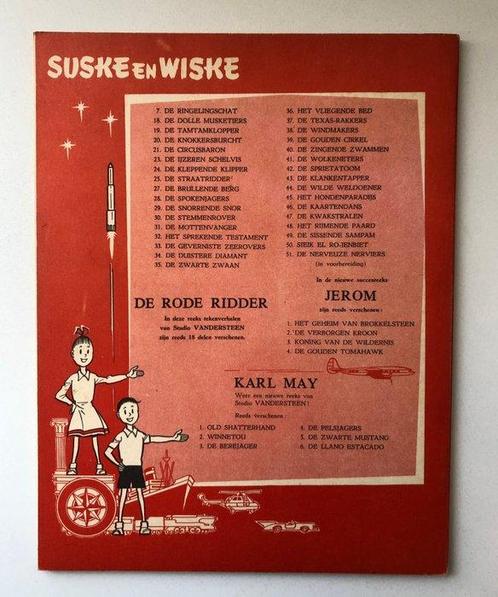 SUSKE EN WISKE
7. DE RINGELINGSCHAT
18. DE DOLLE MUSKETIERS
19. DE TAMTAMKLOPPER
20. DE KNOKKERSBURCHT
21. DE CIRCUSBARON
23. DE IJZEREN SCHELVIS
24. DE KLEPPENDE KLIPPER
25. DE STRAATRIDDER
27. DE BRULLENDE BERG
28. DE SPOKENJAGERS
29. DE SNORRENDE SNOR
30. DE STEMMENROVER
31. DE MOTTENVANGER
32. HET SPREKENDE TESTAMENT
33. DE GEVERNISTE ZEEROVERS
34. DE DUISTERE DIAMANT
35. DE ZWARTE ZWAAN
36. HET VLIEGENDE BED
37. DE TEXAS-RAKKERS
38. DE WINDMAKERS
39. DE GOUDEN CIRKEL
40. DE ZINGENDE ZWAMMEN
41. DE WOLKENETERS
42. DE SPRIETATOOM
43. DE KLANKENTAPPER
44. DE WILDE WELDOENER
45. HET HONDENPARADIJS
46. DE KAARTENDANS
47. DE KWAKSTRALEN
48. HET RIJMENDE PAARD
49. DE SISSENDE SAMPAM
50. SJEIK EL RO-JENBIET
51. DE NERVEUZE NERVIERS
(in voorbereiding)
DE RODE RIDDER
In deze reeks tekenverhalen
van Studio VANDERSTEEN
zijn reeds 18 delen verschenen.
In de nieuwe succesreeks
JEROM
zijn reeds verschenen:
1. HET GEHEIM VAN BROKKELSTEEN
2. DE VERBORGEN KROON
3. KONING VAN DE WILDERNIS
4. DE GOUDEN TOMAHAWK
KARL MAY
Weer een nieuwe reeks van
Studio VANDERSTEEN!
Reeds verschenen:
1. OLD SHATTERHAND
2. WINNETOU
3. DE BEREJAGER
4. DE PELSJAGERS
5. DE ZWARTE MUSTANG
6. DE LLANO ESTACADO